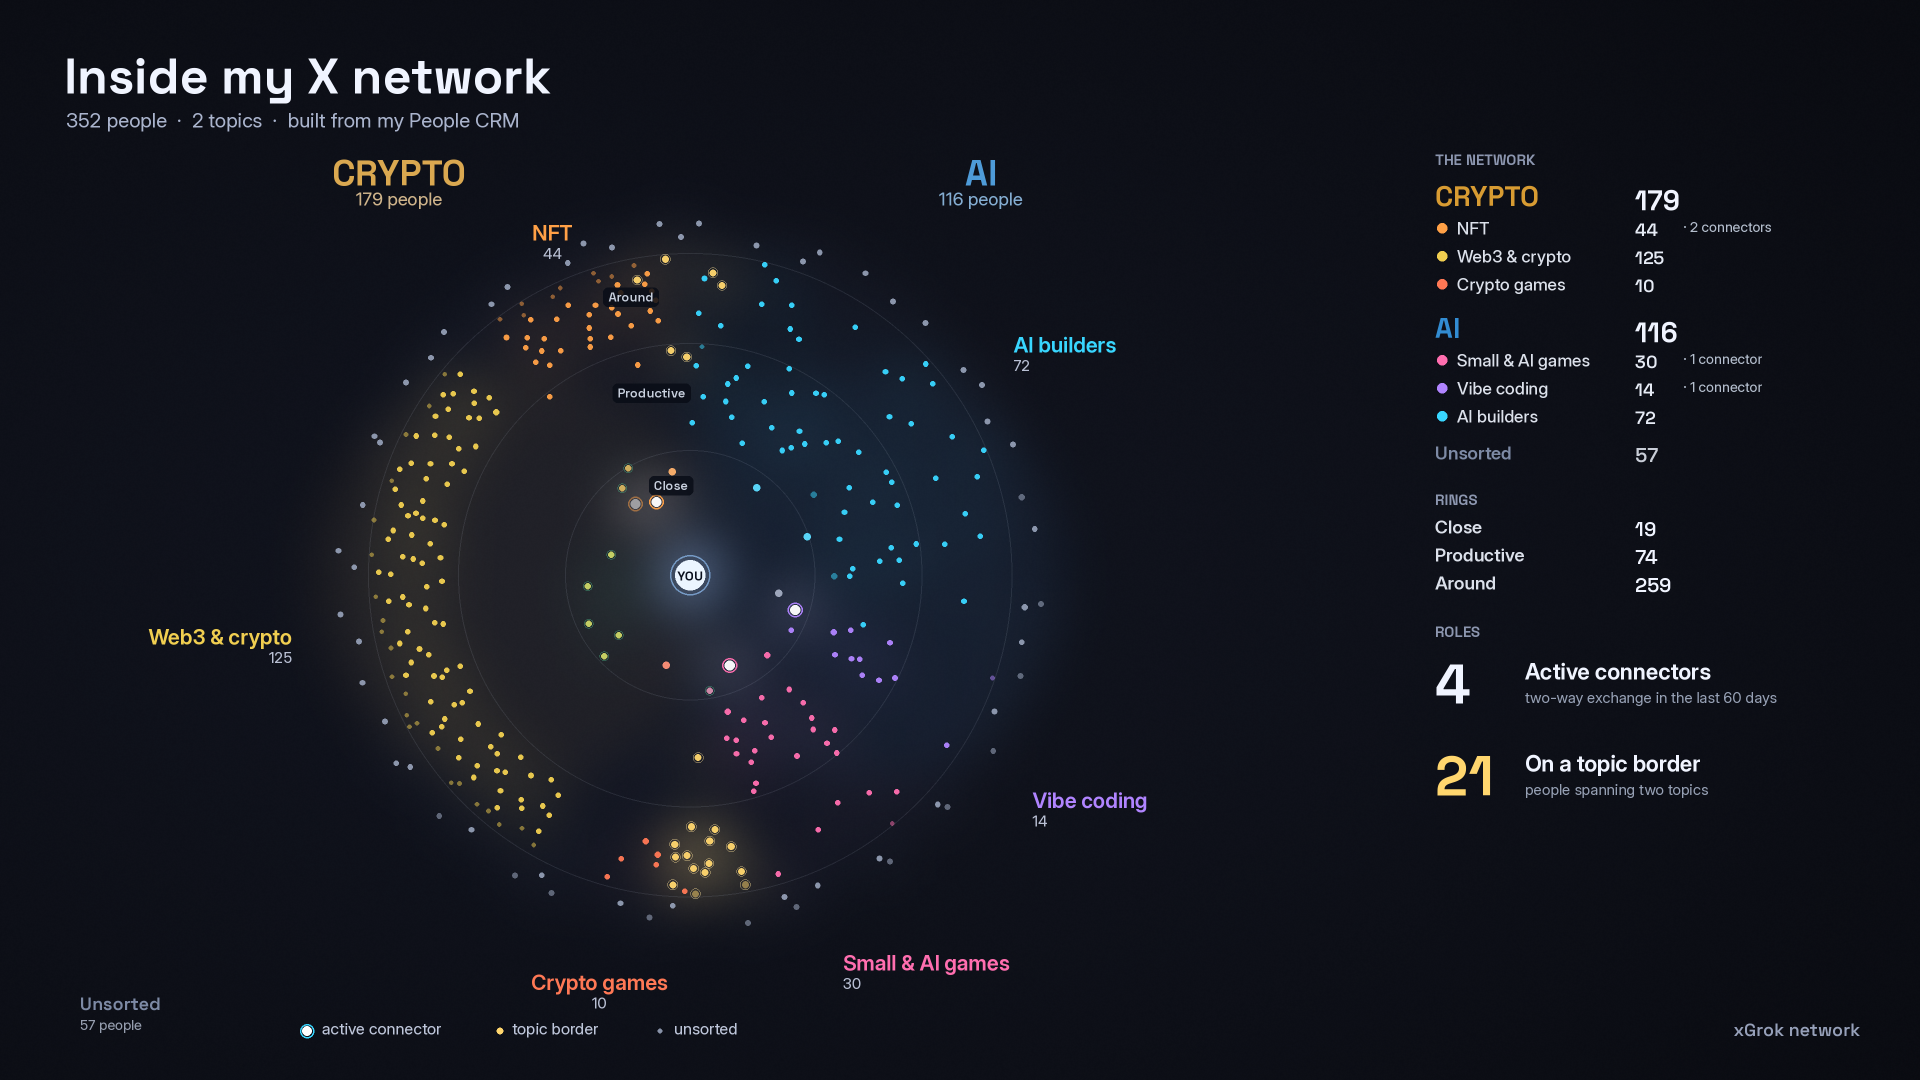 Inside my X network
352 people · 2 topics · built from my People CRM
CRYPTO
179 people
AI
116 people
NFT
44
Around
AI builders
72
Productive
Close
YOU
Web3 & crypto
125
Vibe coding
14
Small & AI games
30
Crypto games
10
Unsorted
57 people
active connector
topic border
unsorted
THE NETWORK
CRYPTO 179
NFT 44 · 2 connectors
Web3 & crypto 125
Crypto games 10
AI 116
Small & AI games 30 · 1 connector
Vibe coding 14 · 1 connector
AI builders 72
Unsorted 57
RINGS
Close 19
Productive 74
Around 259
ROLES
4 Active connectors
two-way exchange in the last 60 days
21 On a topic border
people spanning two topics
xGrok network